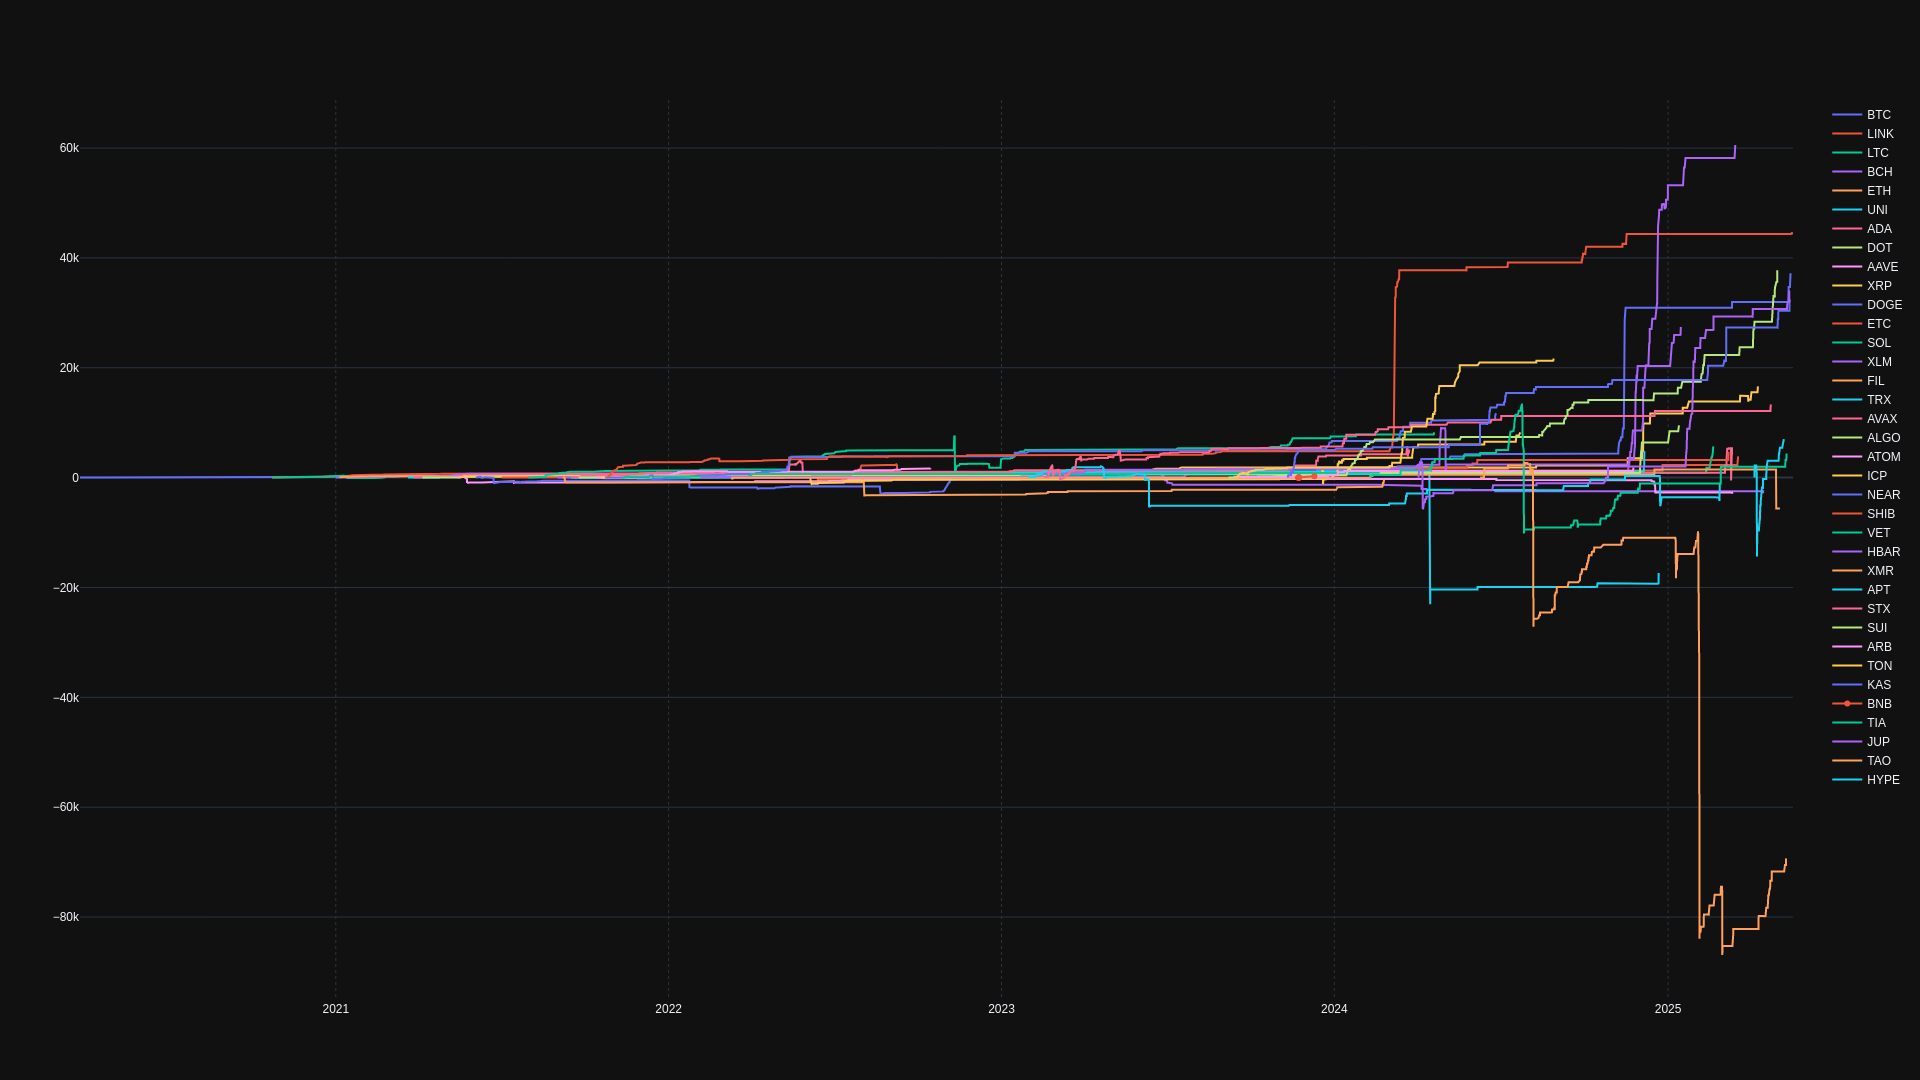 60k
40k
20k
0
−20k
−40k
−60k
−80k
2021
2022
2023
2024
2025
BTC
LINK
LTC
BCH
ETH
UNI
ADA
DOT
AAVE
XRP
DOGE
ETC
SOL
XLM
FIL
TRX
AVAX
ALGO
ATOM
ICP
NEAR
SHIB
VET
HBAR
XMR
APT
STX
SUI
ARB
TON
KAS
BNB
TIA
JUP
TAO
HYPE